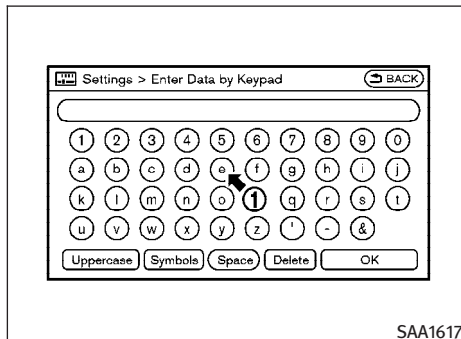 Settings > Enter Data by Keypad BACK
1 2 3 4 5 6 7 8 9 0
a b c d e f g h i j
k l m n o 1 q r s t
u v w x y z ' - &
Uppercase Symbols Space Delete OK
SAA1617